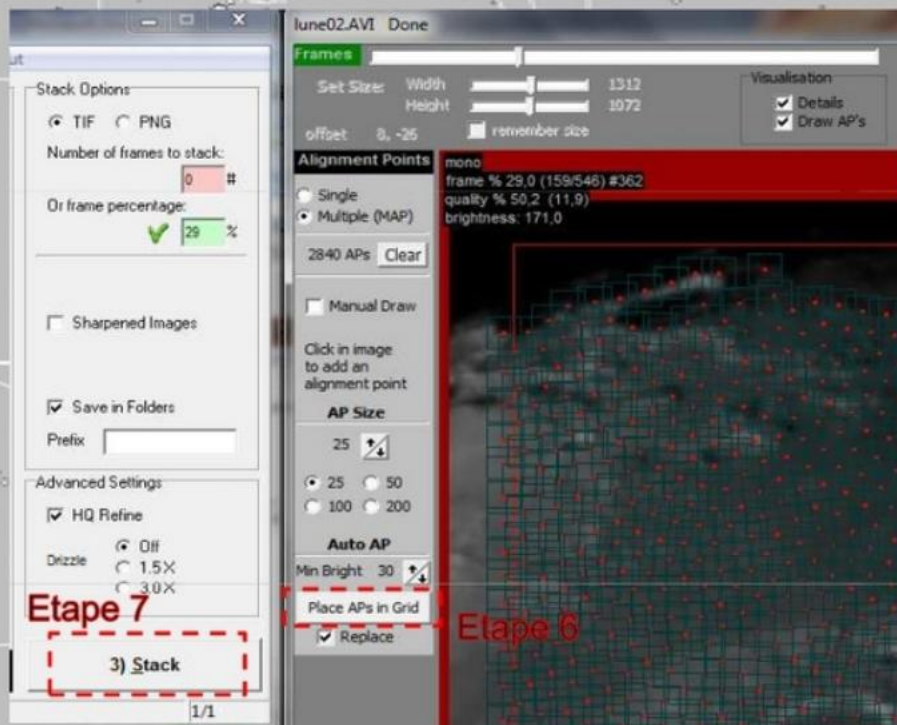 ut
Stack Options
TIF PNG
Number of frames to stack:
0 #
Or frame percentage:
29 %
Sharpened Images
Save in Folders
Prefix
Advanced Settings
HQ Refine
Drizzle
Off
1.5X
3.0X
Etape 7
3) Stack
1/1
lune02.AVI Done
Frames
Set Size: Width 1312
Height 1072
offset 8, -26 remember size
Visualisation
Details
Draw AP's
Alignment Points
Single
Multiple (MAP)
2840 APs Clear
Manual Draw
Click in image
to add an
alignment point
AP Size
25
25 50
100 200
Auto AP
Min Bright 30
Place APs in Grid
Replace
Etape 6
mono
frame % 29,0 (159/546) #362
quality % 50,2 (11,9)
brightness: 171,0